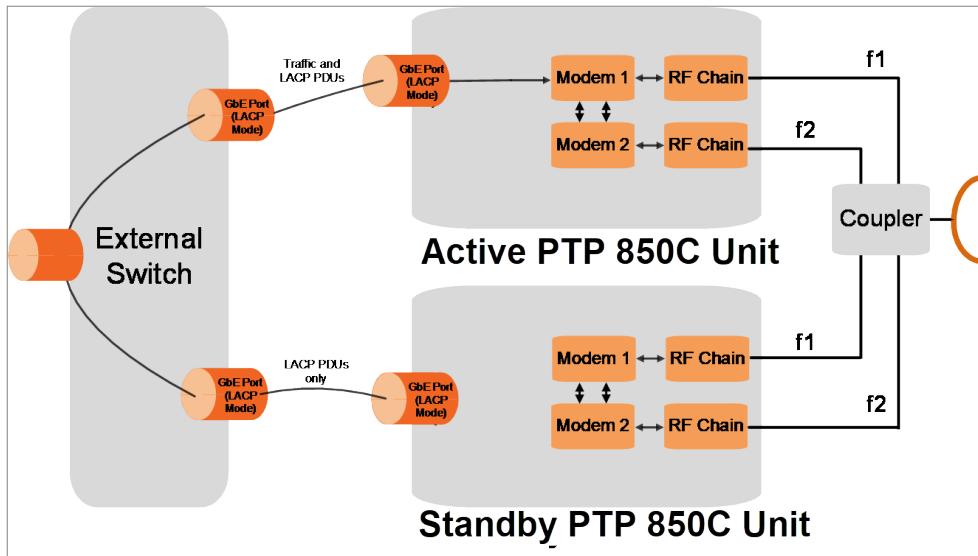 Traffic and
LACP PDUs
GbE Port
(LACP
Mode)
GbE Port
(LACP
Mode)
Modem 1
RF Chain
f1
Modem 2
RF Chain
f2
External
Switch
Active PTP 850C Unit
Coupler
LACP PDUs
only
GbE Port
(LACP
Mode)
GbE Port
(LACP
Mode)
Modem 1
RF Chain
f1
Modem 2
RF Chain
f2
Standby PTP 850C Unit